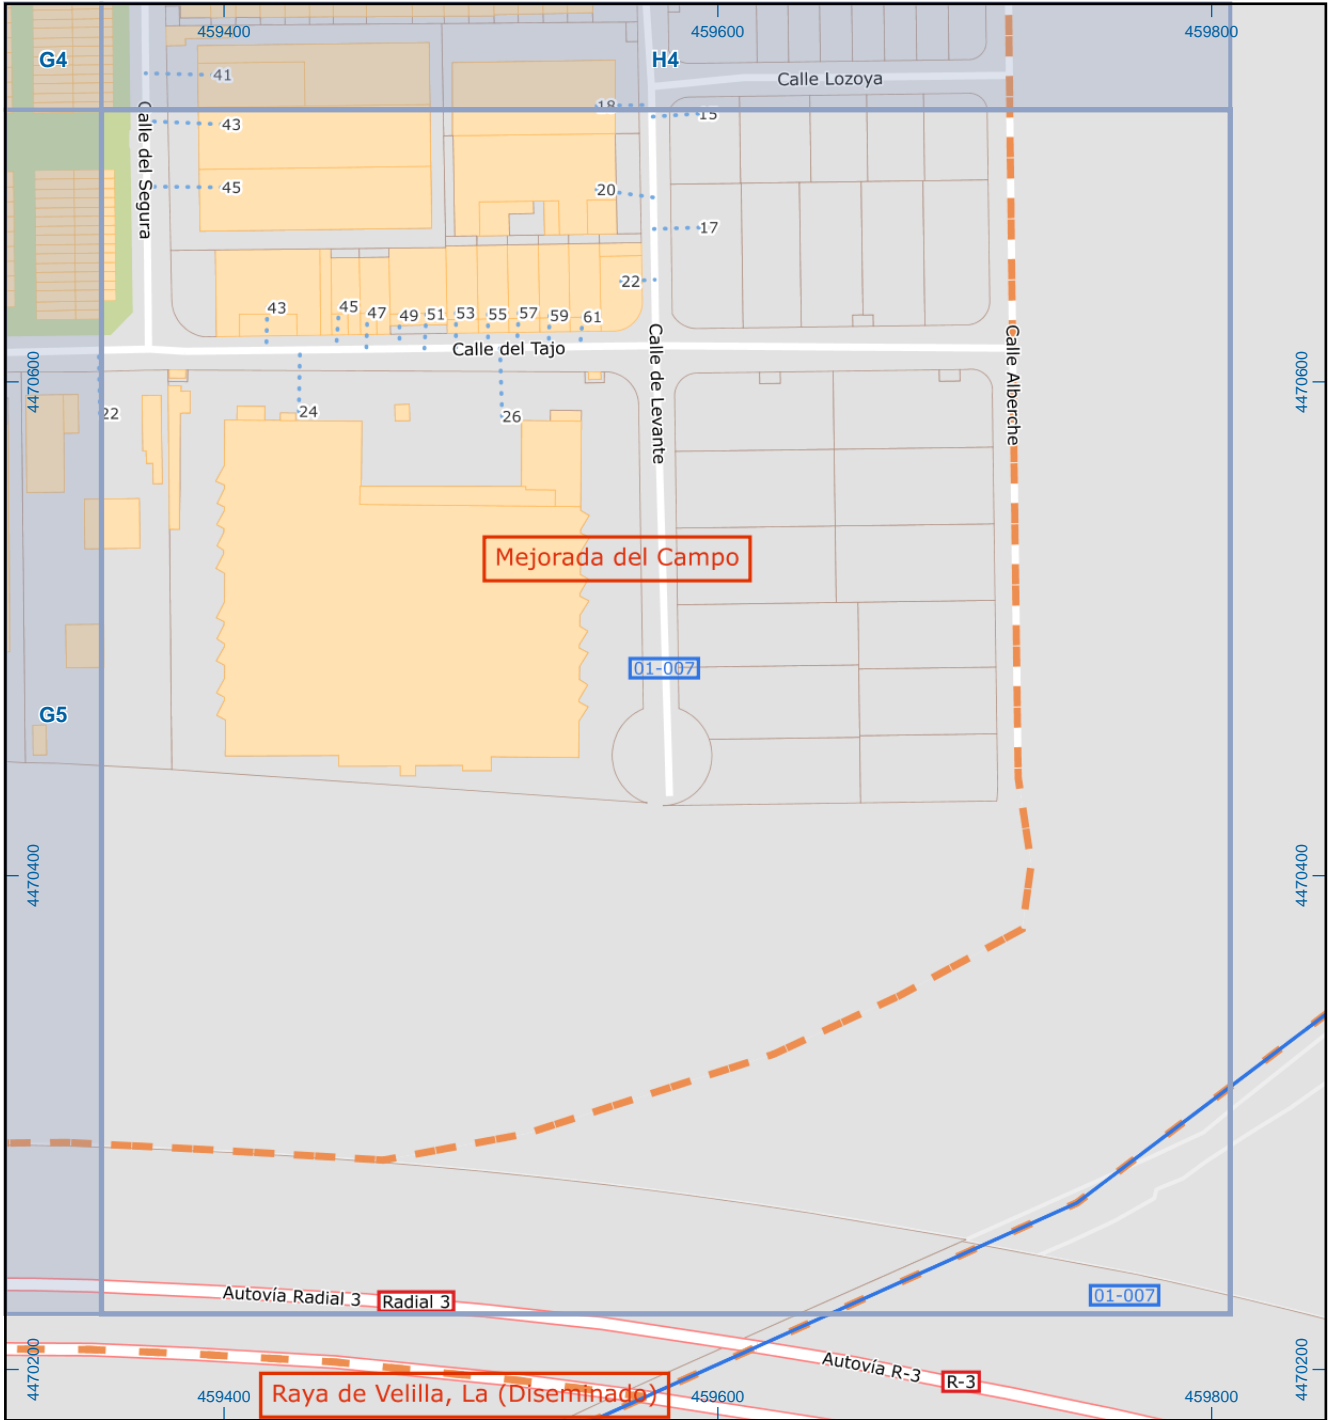 459400
459600
459800
G4
H4
41
Calle Lozoya
18
15
43
Calle del Segura
45
20
17
22
43
45
47
49
51
53
55
57
59
61
Calle del Tajo
Calle de Levante
Calle Alberche
4470600
4470600
22
24
26
Mejorada del Campo
01-007
G5
4470400
4470400
Autovía Radial 3
Radial 3
01-007
4470200
4470200
Autovía R-3
R-3
Raya de Velilla, La (Diseminado)
459400
459600
459800